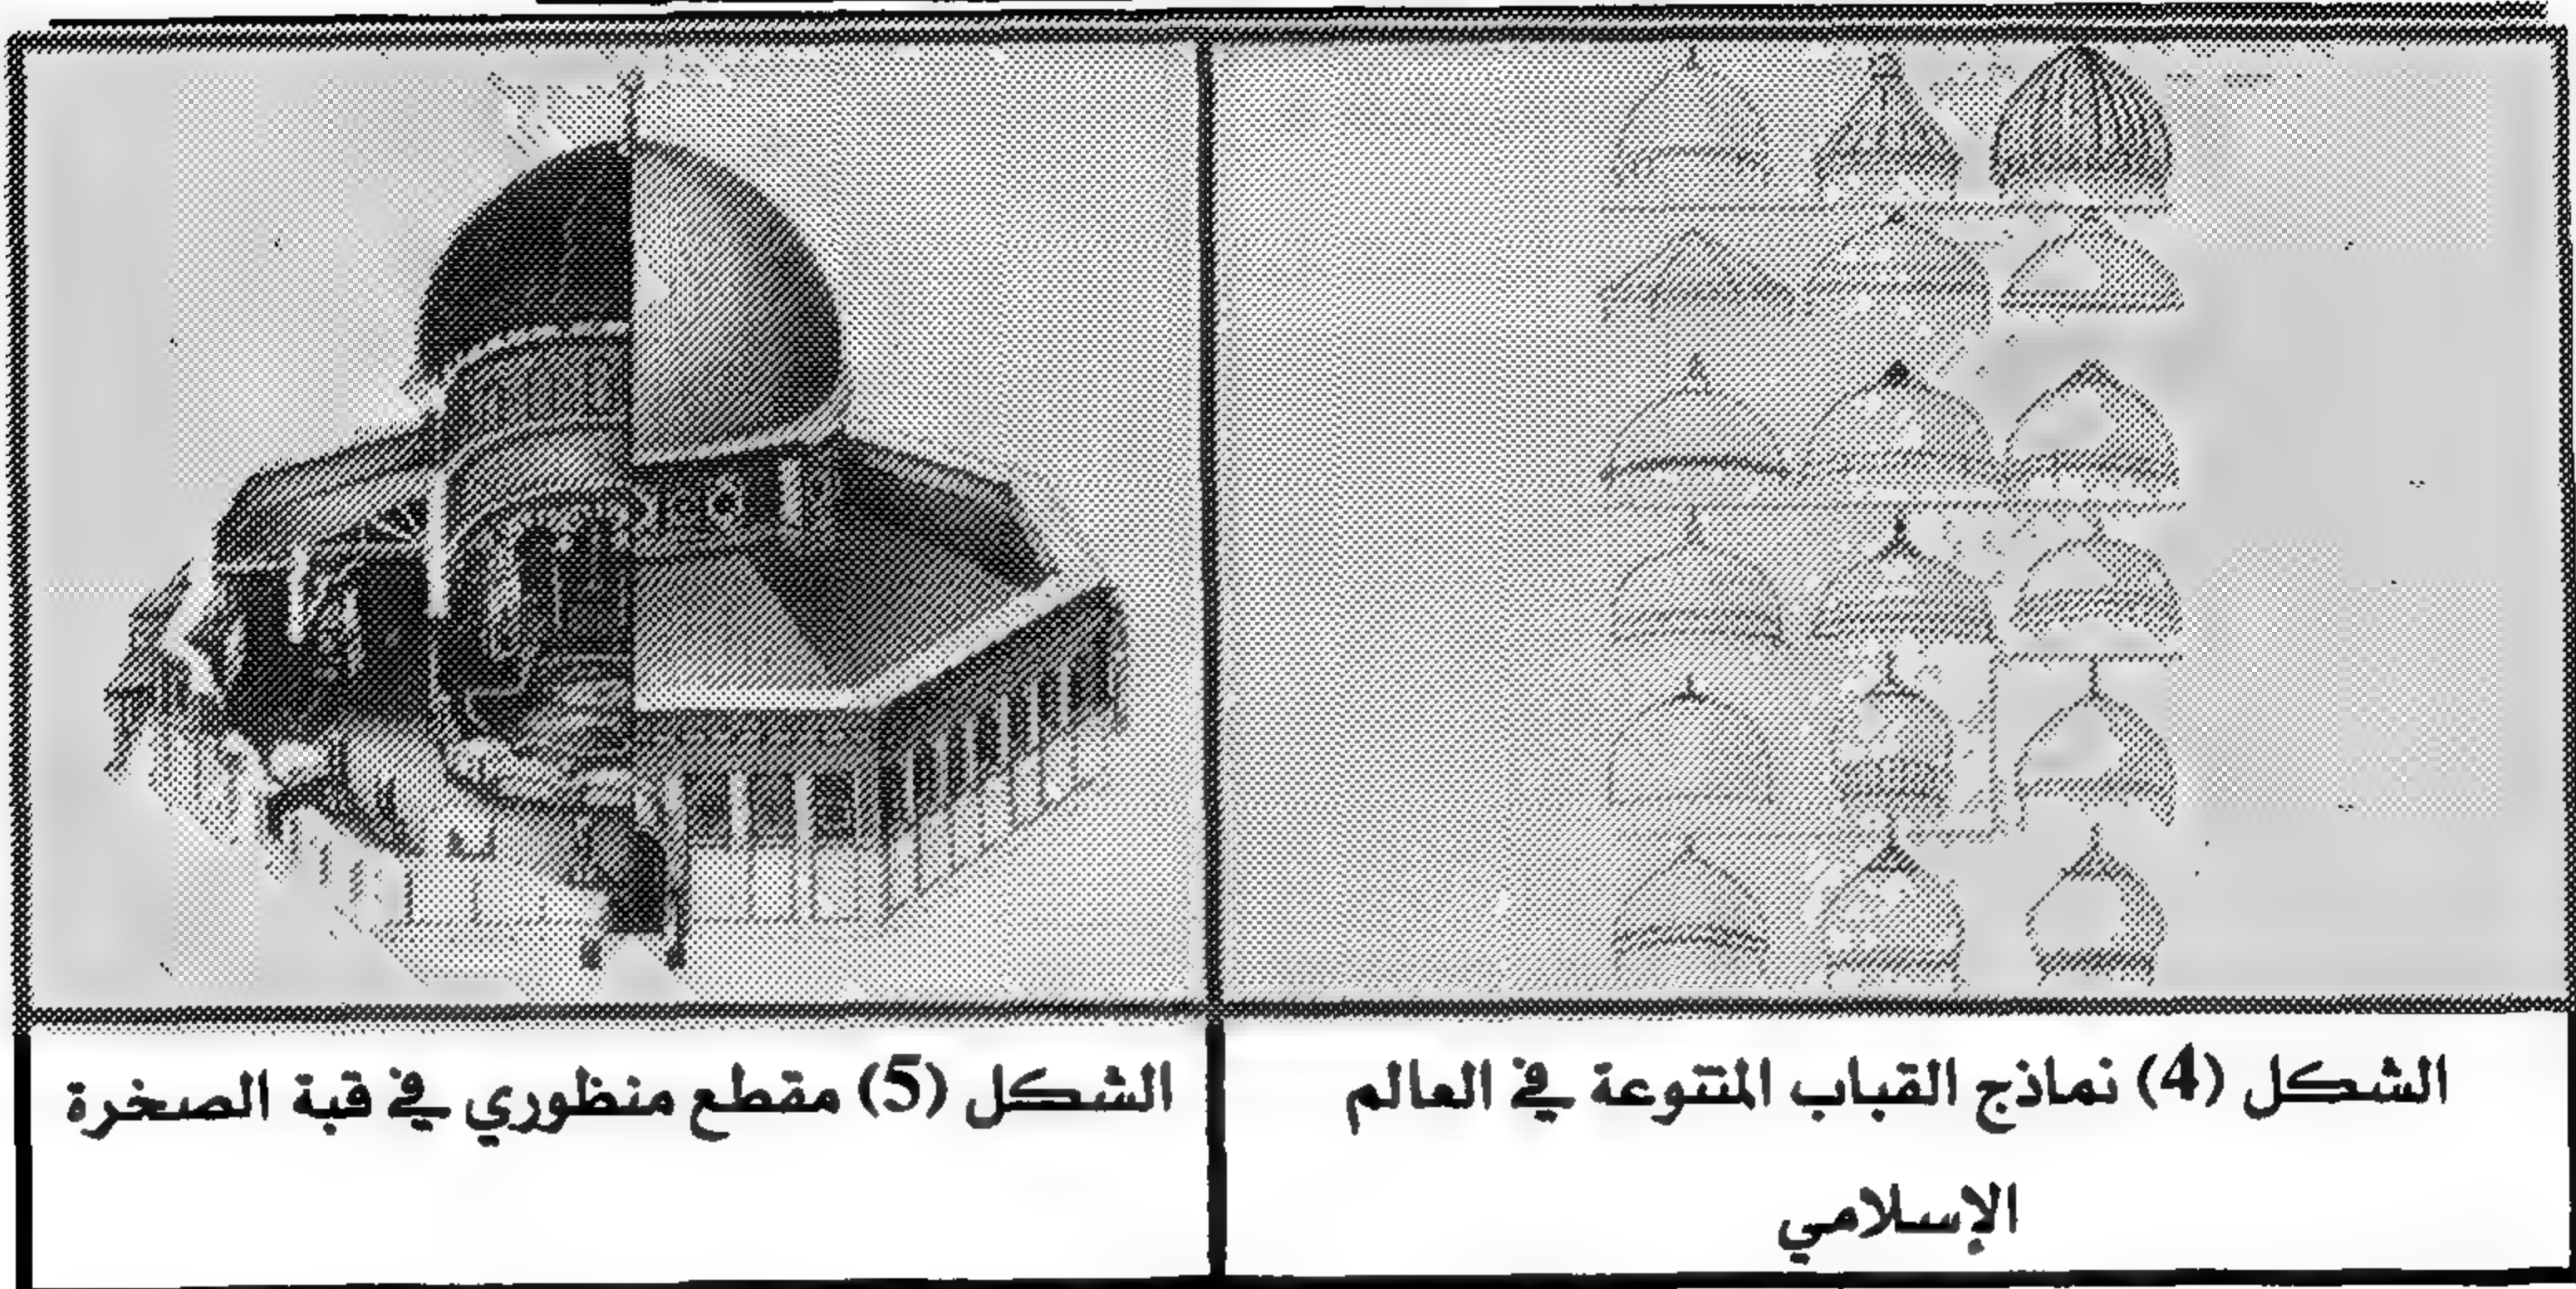 الشكل (4) نماذج القباب المتنوعة في العالم
الإسلامي
الشكل (5) مقطع منظوري في قبة الصخرة